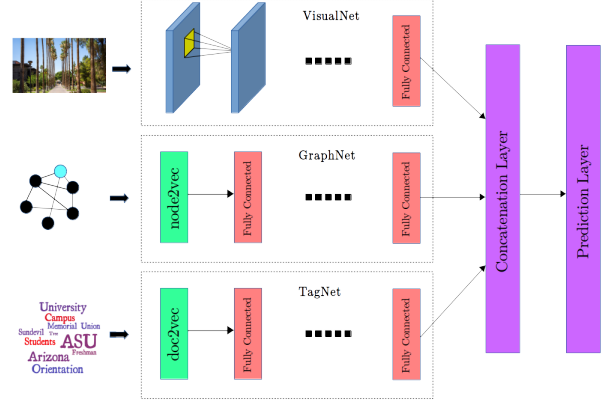 VisualNet
Fully Connected
GraphNet
node2vec
Fully Connected
Fully Connected
TagNet
doc2vec
Fully Connected
Fully Connected
University
Campus
Memorial Union
Sundevil
Tree
ASU
Students
Freshman
Arizona
Orientation
Concatenation Layer
Prediction Layer